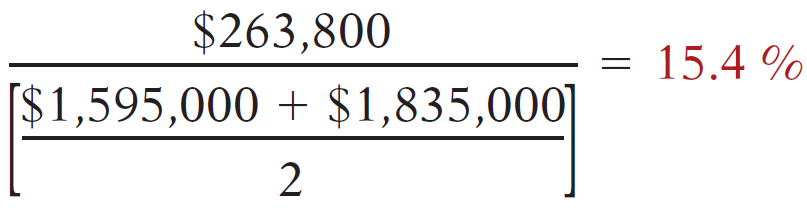 $263,800
[$1,595,000 + $1,835,000]
2
= 15.4 %